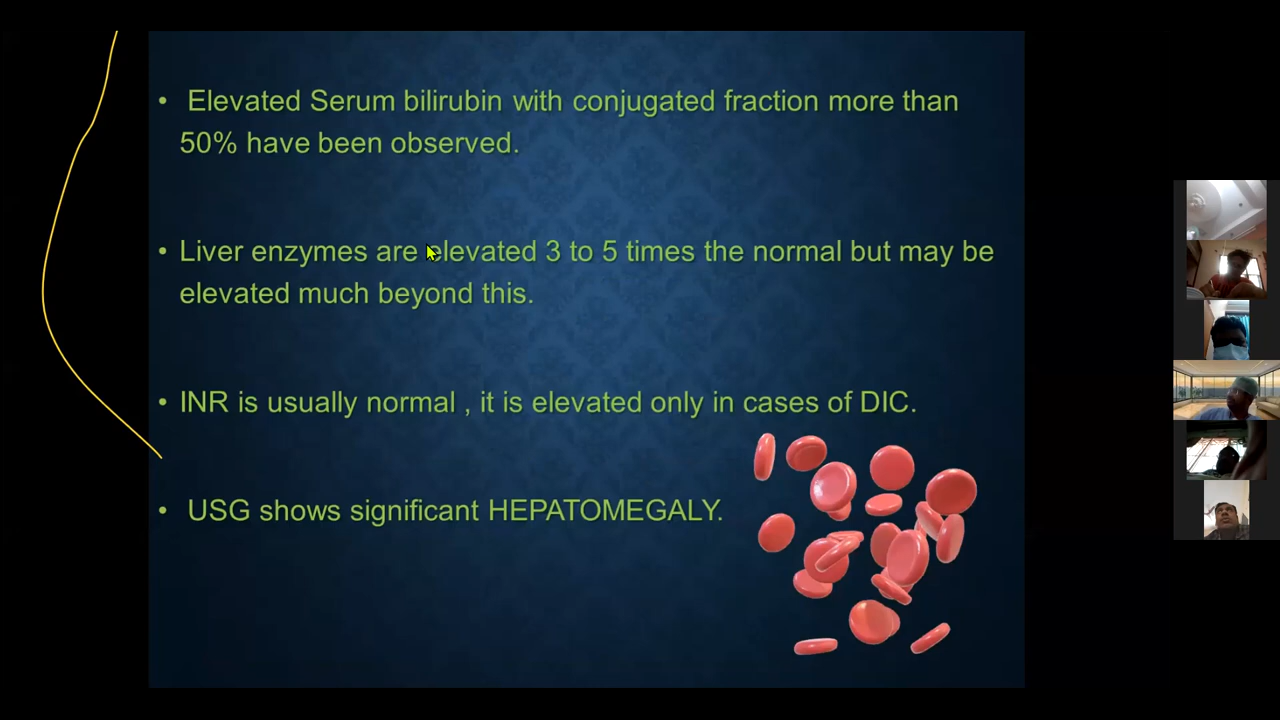 • Elevated Serum bilirubin with conjugated fraction more than
50% have been observed.
• Liver enzymes are elevated 3 to 5 times the normal but may be
elevated much beyond this.
• INR is usually normal , it is elevated only in cases of DIC.
• USG shows significant HEPATOMEGALY.